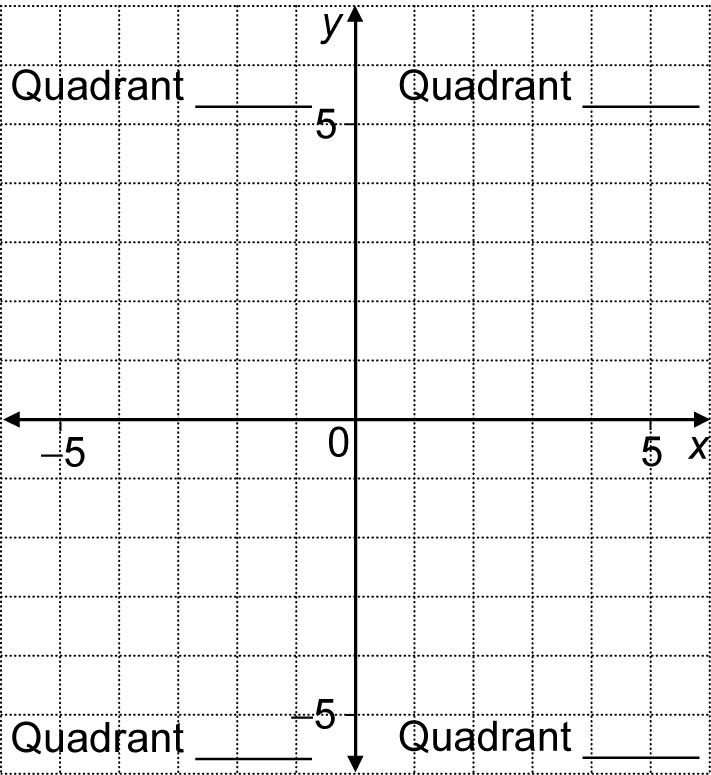 y
Quadrant ______ Quadrant ______
5
–5 0 5 x
–5
Quadrant ______ Quadrant ______